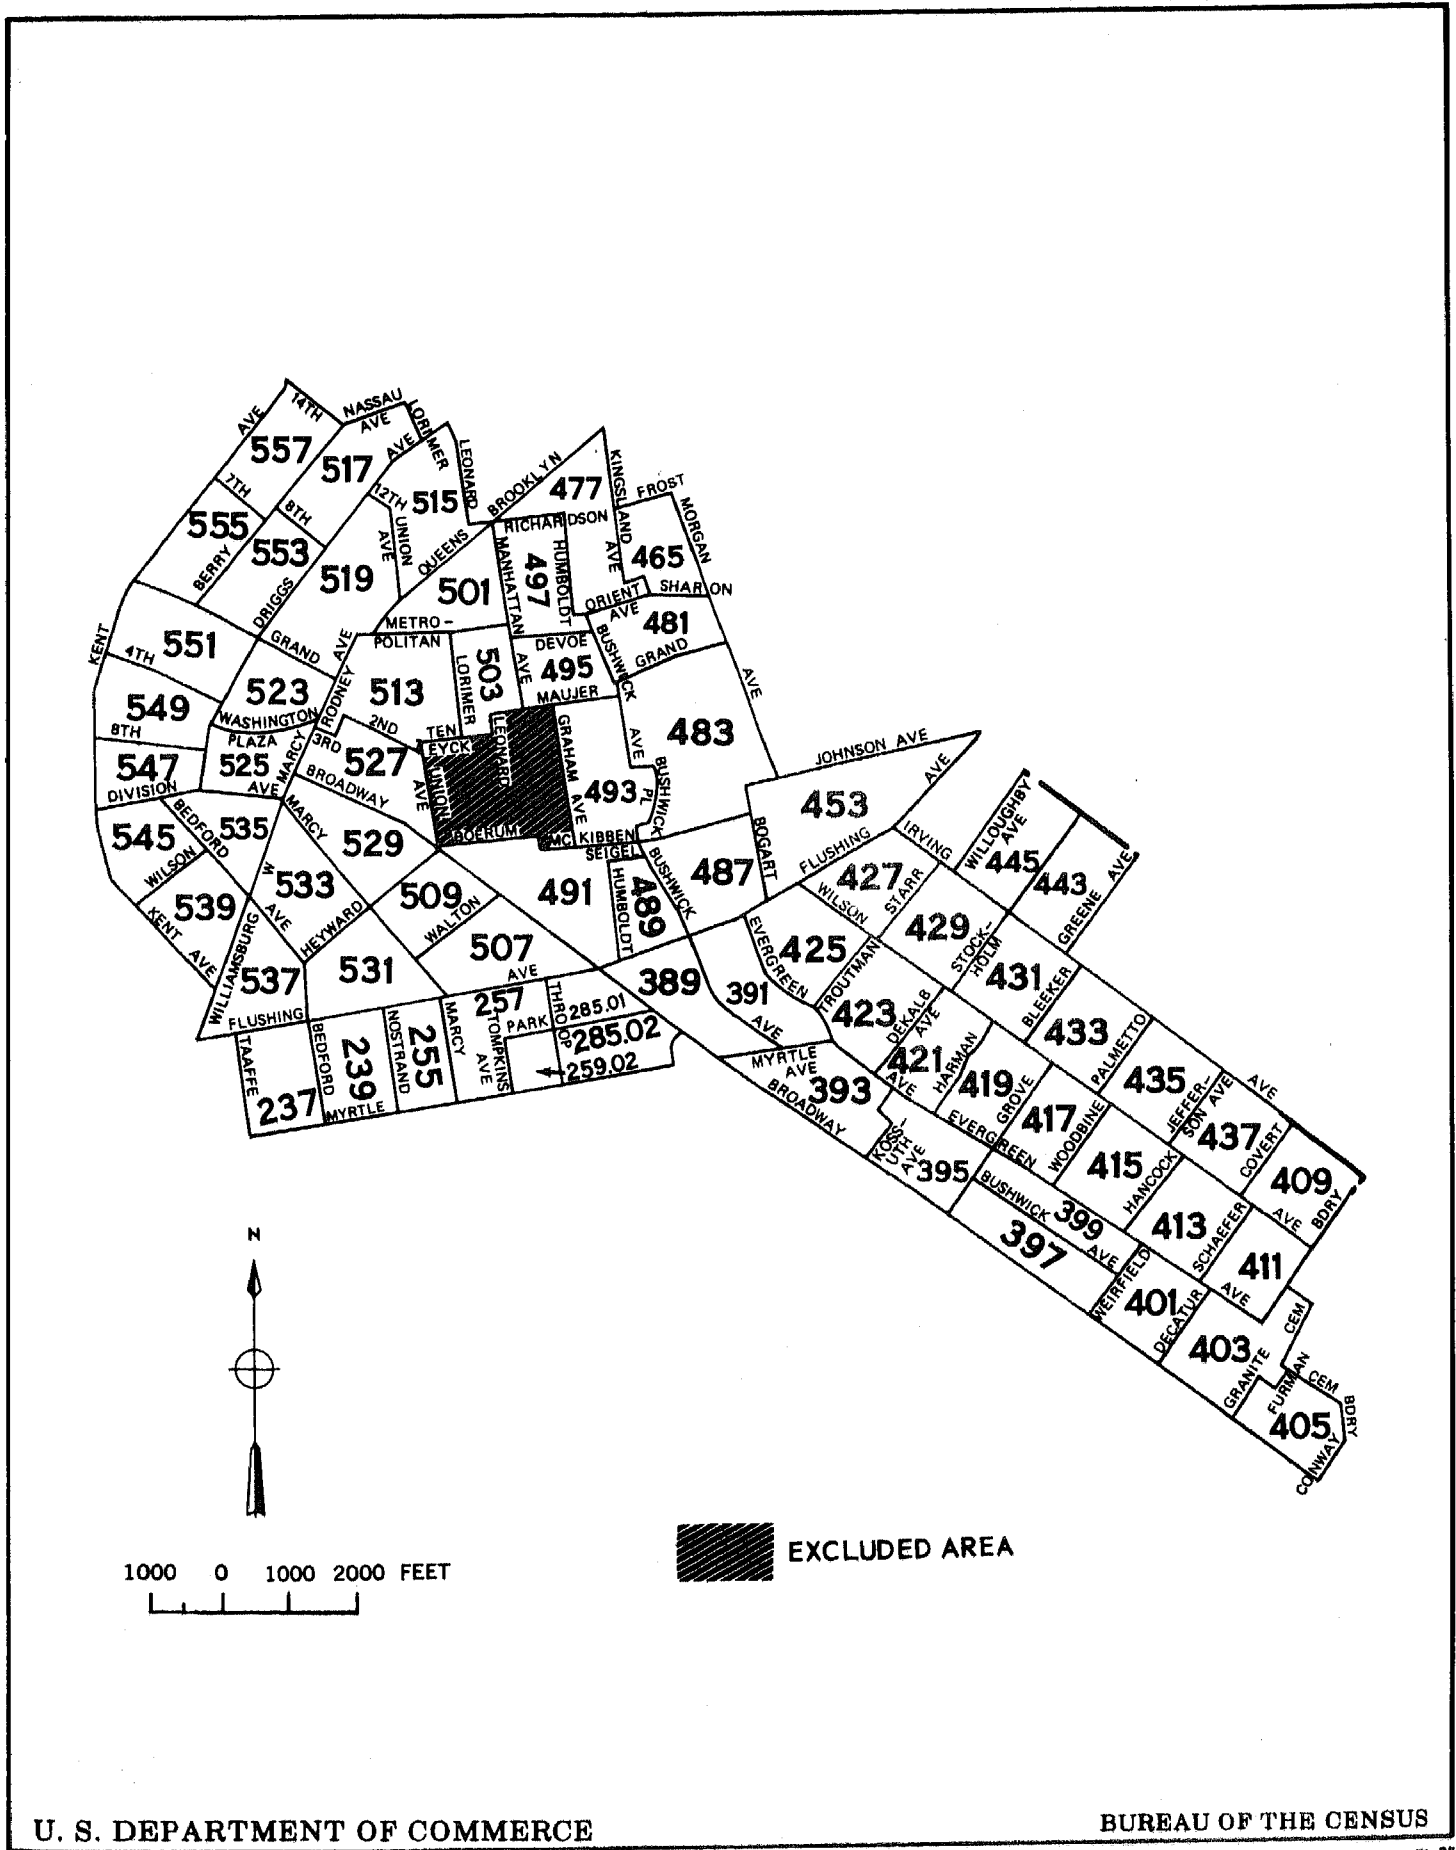 14TH
NASSAU
AVE
LORIMER
AVE
557
517
AVE
LEONARD
BROOKLYN
477
KINGSLAND
AVE
FROST
MORGAN
7TH
8TH
12TH
515
555
553
UNION
AVE
QUEENS
RICHARDSON
MANHATTAN
497
HUMBOLDT
465
BERRY
519
501
ORIENT
AVE
SHARON
DRIGGS
METRO-
POLITAN
481
KENT
4TH
551
GRAND
AVE
DEVOE
BUSHWICK
GRAND
503
LORIMER
AVE
495
MAUJER
AVE
549
523
RODNEY
513
WASHINGTON
PLAZA
8TH
2ND
TEN
EYCK
LEONARD
GRAHAM
AVE
AVE
483
547
525
MARCY
3RD
527
JOHNSON AVE
DIVISION
AVE
BROADWAY
AVE
UNION
493
PL
BUSHWICK
453
AVE
WILLOUGHBY
AVE
545
BEDFORD
535
MARCY
529
BOERUM
MC KIBBEN
SEIGEL
BOGART
FLUSHING
IRVING
WILSON
W
533
AVE
509
491
HUMBOLDT
489
BUSHWICK
487
427
STARR
445
443
GREENE AVE
539
KENT
AVE
HEYWARD
WALTON
WILSON
429
STOCK-
HOLM
WILLIAMSBURG
537
531
507
AVE
EVERGREEN
425
TROUTMAN
431
BLEEKER
389
391
AVE
FLUSHING
257
PARK
THROOP
285.01
285.02
423
DEKALB
AVE
433
PALMETTO
TAAFFE
BEDFORD
239
NOSTRAND
255
MARCY
TOMPKINS
AVE
259.02
MYRTLE
AVE
421
AVE
HARMAN
419
GROVE
435
JEFFER-
SON AVE
AVE
237
MYRTLE
393
BROADWAY
EVERGREEN
417
WOODBINE
437
COVERT
KOSS-
UTH
AVE
395
415
HANCOCK
409
BDRY
AVE
BUSHWICK
AVE
399
397
413
SCHAEFER
411
AVE
WEIRFIELD
401
DECATUR
CEM
403
GRANITE
FURMAN
CEM
BDRY
405
CONWAY
N
EXCLUDED AREA
1000 0 1000 2000 FEET
U. S. DEPARTMENT OF COMMERCE
BUREAU OF THE CENSUS